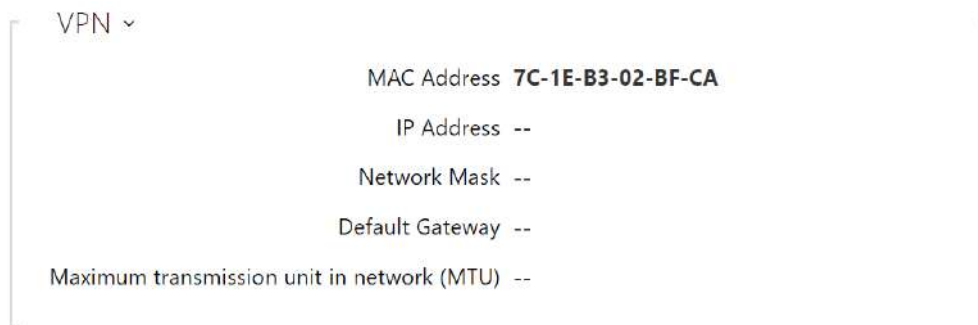 VPN
MAC Address 7C-1E-B3-02-BF-CA
IP Address --
Network Mask --
Default Gateway --
Maximum transmission unit in network (MTU) --